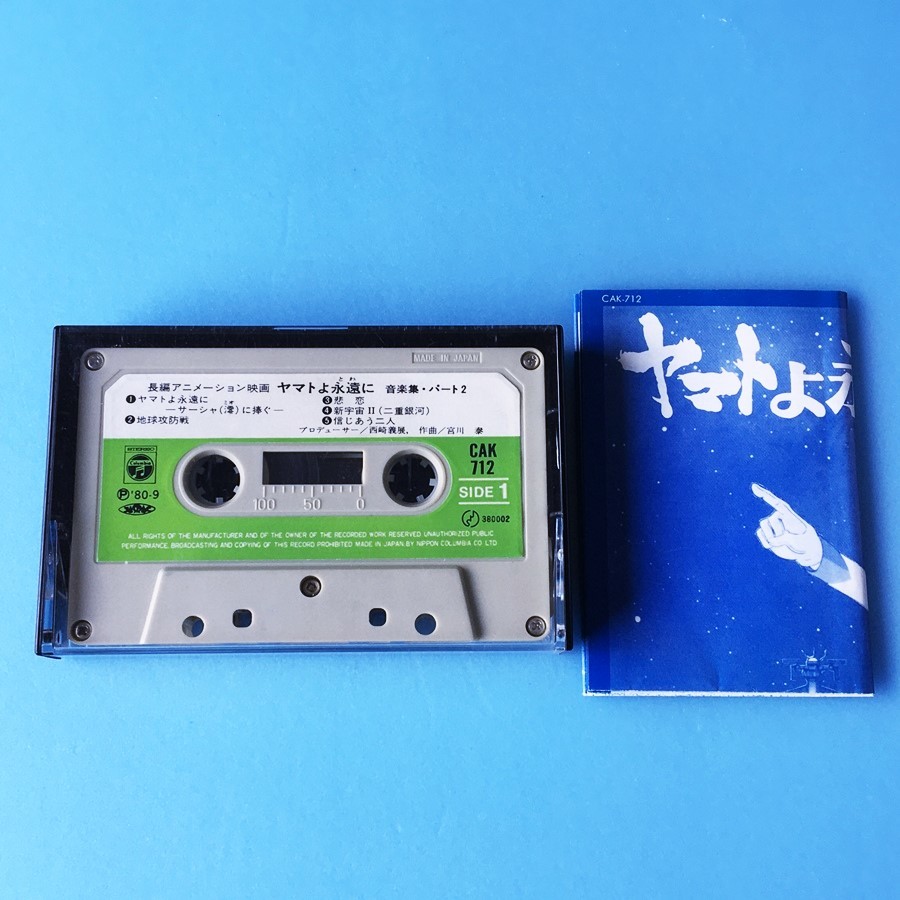 MADE IN JAPAN
長編アニメーション映画 ヤマトよ永遠に 音楽集・パート2
とわ
❶ヤマトよ永遠に
—サーシャ(澪)に捧ぐ—
みお
❷地球攻防戦
❸悲 恋
❹新宇宙II(二重銀河)
❺信じあう二人
プロデューサー/西崎義展, 作曲/宮川 泰
STEREO
Columbia
Ⓟ'80-9
CAK
712
SIDE 1
100 50 0
380002
ALL RIGHTS OF THE MANUFACTURER AND OF THE OWNER OF THE RECORDED WORK RESERVED UNAUTHORIZED PUBLIC
PERFORMANCE, BROADCASTING AND COPYING OF THIS RECORD PROHIBITED MADE IN JAPAN BY NIPPON COLUMBIA CO LTD.
CAK-712
ヤマトよ永